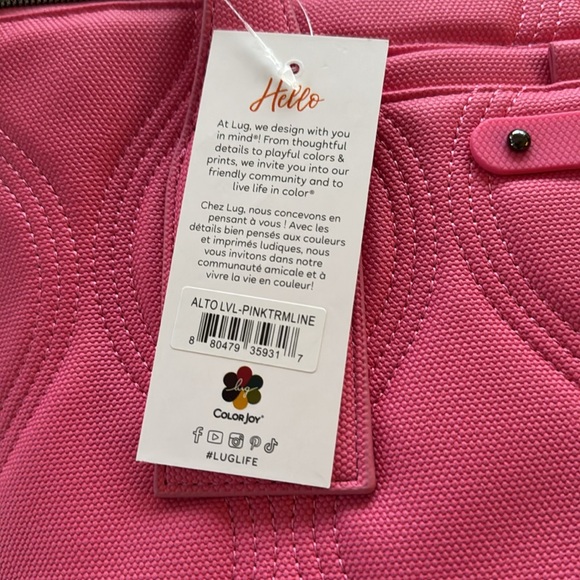 Hello
At Lug, we design with you
in mind®! From thoughtful
details to playful colors &
prints, we invite you into our
friendly community and to
live life in color®
Chez Lug, nous concevons en
pensant à vous ! Avec les
détails bien pensés aux couleurs
et imprimés ludiques, nous
vous invitons dans notre
communauté amicale et à
vivre la vie en couleur!
ALTO LVL-PINKTRMLINE
8 80479 35931 7
lug
COLORJOY®
#LUGLIFE